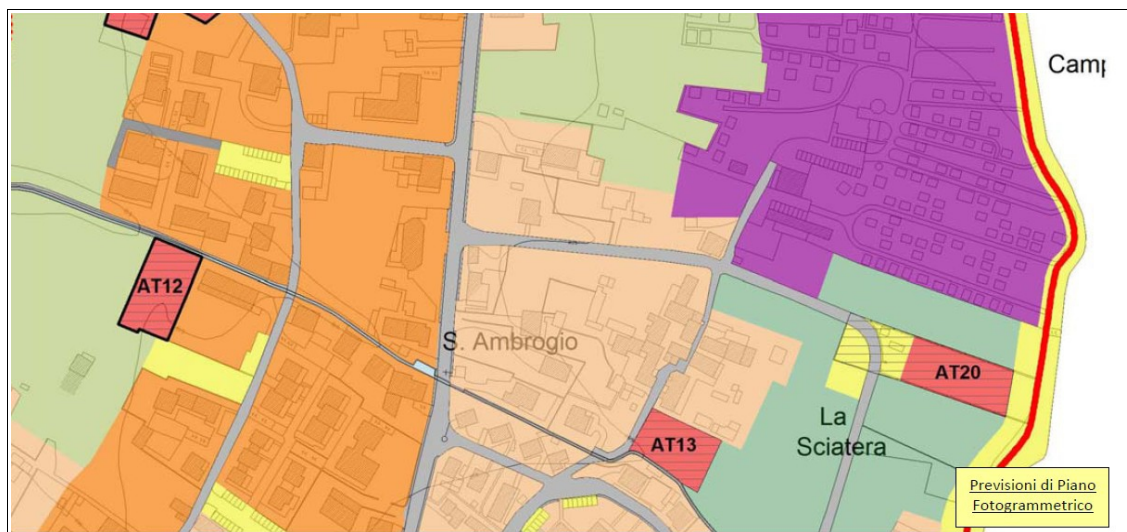 Camp
AT12
S. Ambrogio
AT20
AT13
La
Sciatera
Previsioni di Piano
Fotogrammetrico